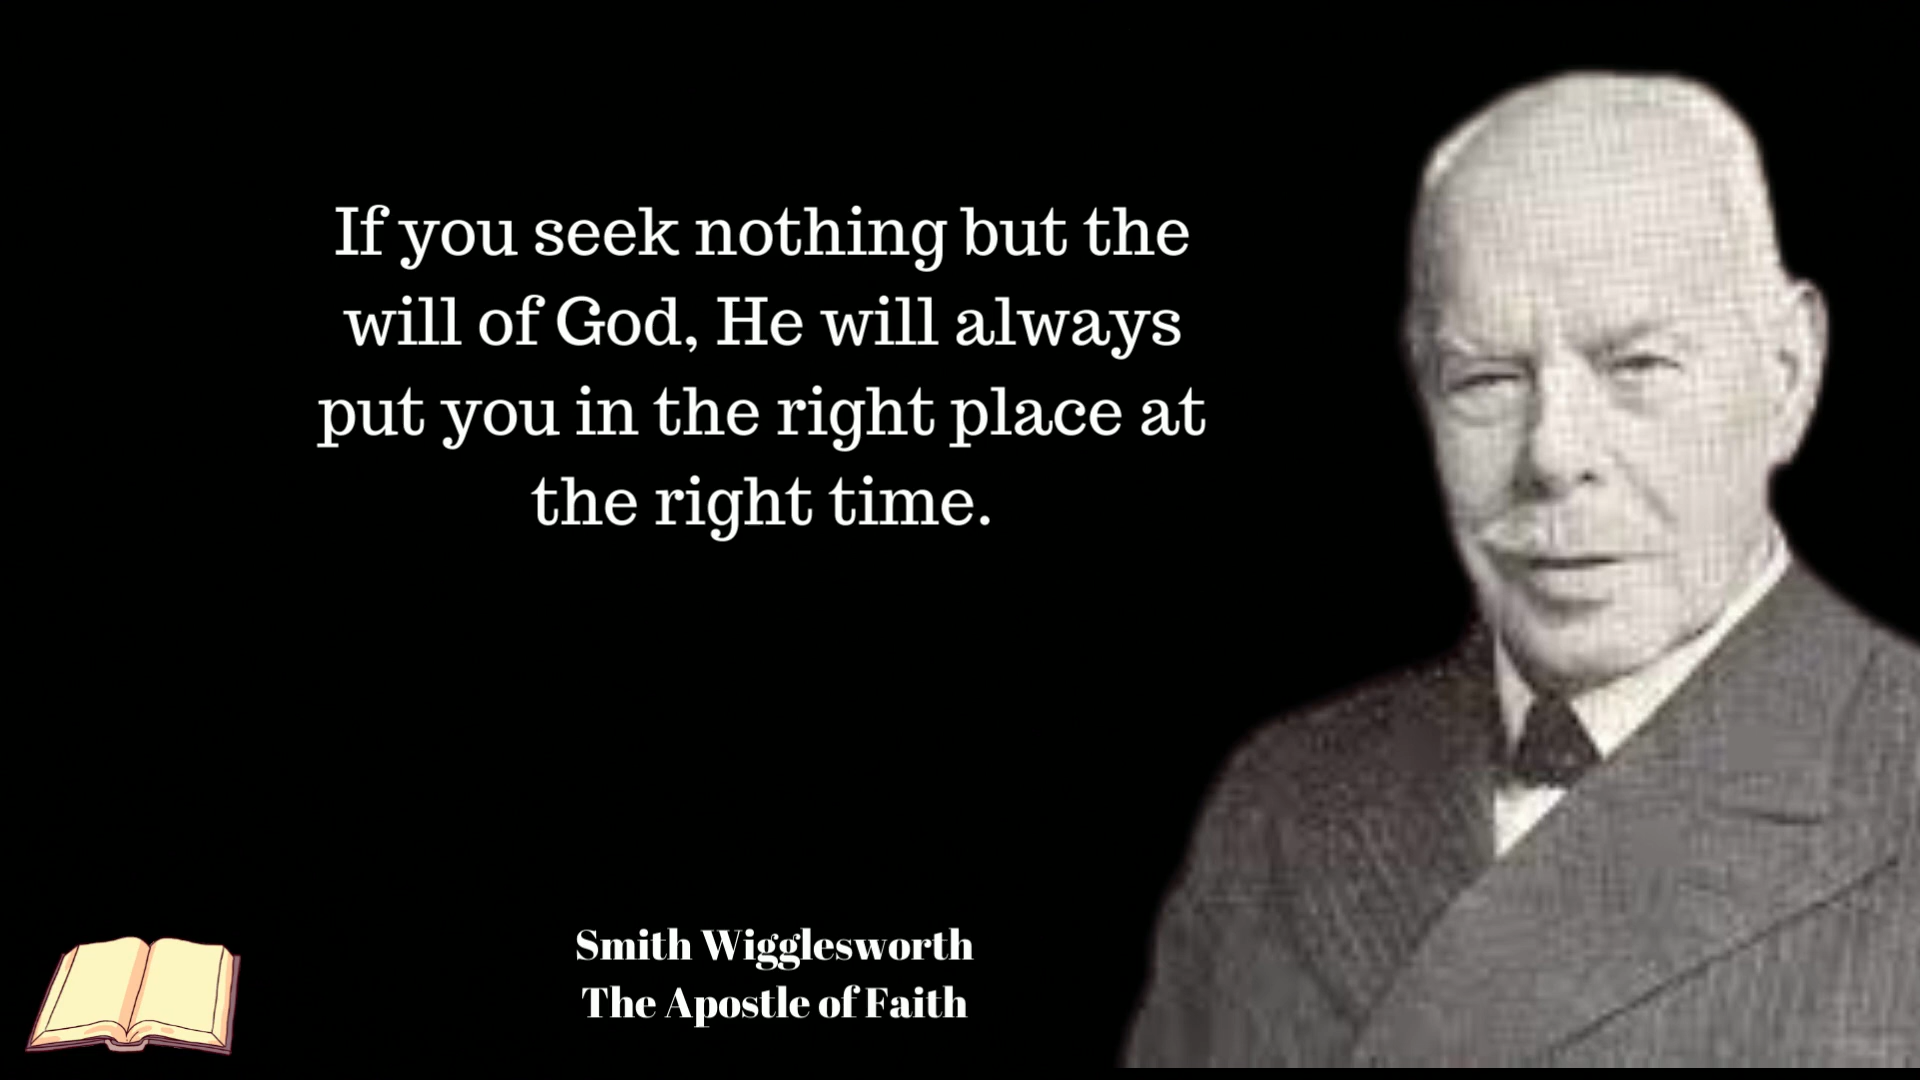 If you seek nothing but the
will of God, He will always
put you in the right place at
the right time.
Smith Wigglesworth
The Apostle of Faith